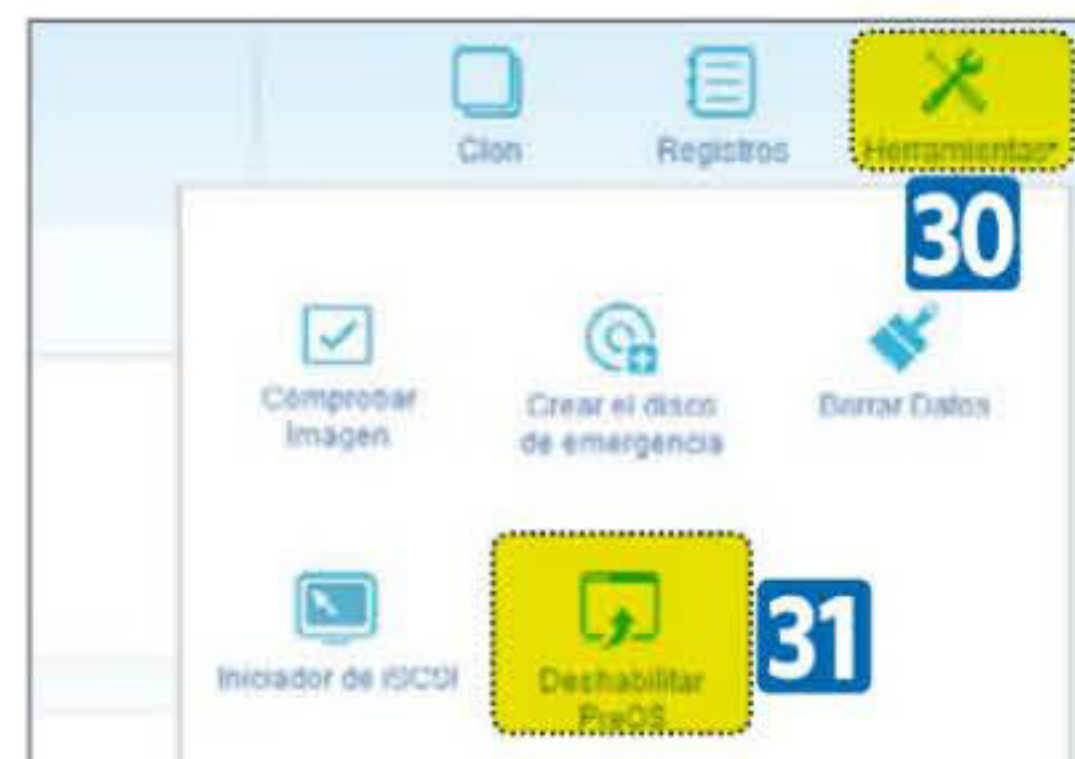 Clon
Registros
Herramientas
30
Comprobar
Imagen
Crear el disco
de emergencia
Borrar Datos
Iniciador de iSCSI
Deshabilitar
PreOS
31